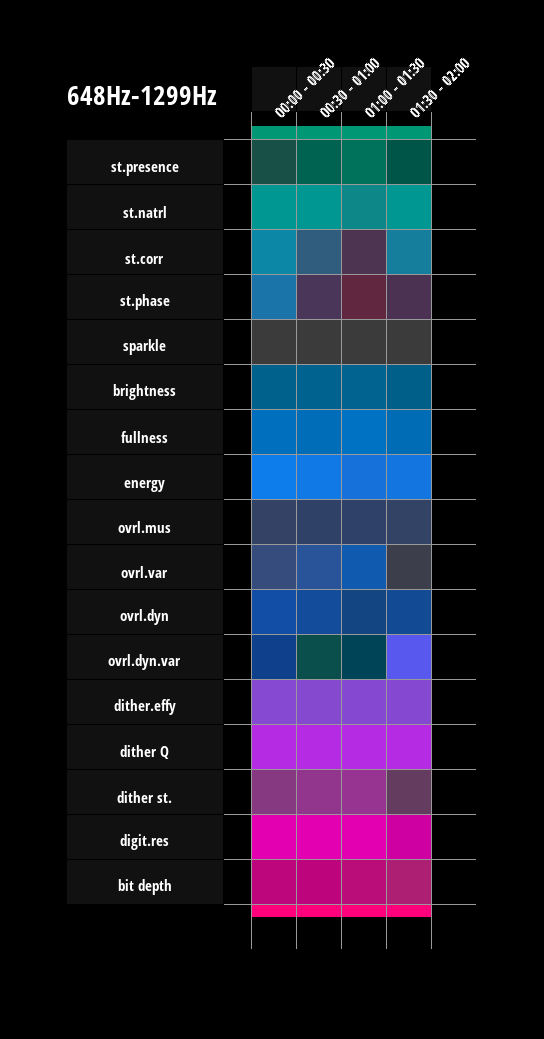 648Hz-1299Hz
00:00 - 00:30
00:30 - 01:00
01:00 - 01:30
01:30 - 02:00
st.presence
st.natrl
st.corr
st.phase
sparkle
brightness
fullness
energy
ovrl.mus
ovrl.var
ovrl.dyn
ovrl.dyn.var
dither.effy
dither Q
dither st.
digit.res
bit depth